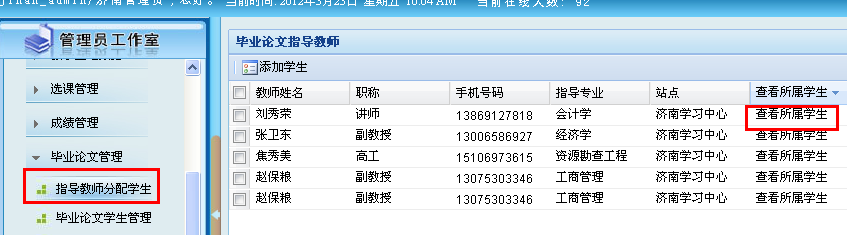 jinan_admin/济南管理员，您好。 当前时间:2012年3月23日 星期五 10:04 AM 当前在线人数: 92
管理员工作室
选课管理
成绩管理
毕业论文管理
指导教师分配学生
毕业论文学生管理
毕业论文指导教师
添加学生
教师姓名 职称 手机号码 指导专业 站点 查看所属学生
刘秀荣 讲师 13869127818 会计学 济南学习中心 查看所属学生
张卫东 副教授 13006586927 经济学 济南学习中心 查看所属学生
焦秀美 高工 15106973615 资源勘查工程 济南学习中心 查看所属学生
赵保粮 副教授 13075303346 工商管理 济南学习中心 查看所属学生
赵保粮 副教授 13075303346 工商管理 济南学习中心 查看所属学生